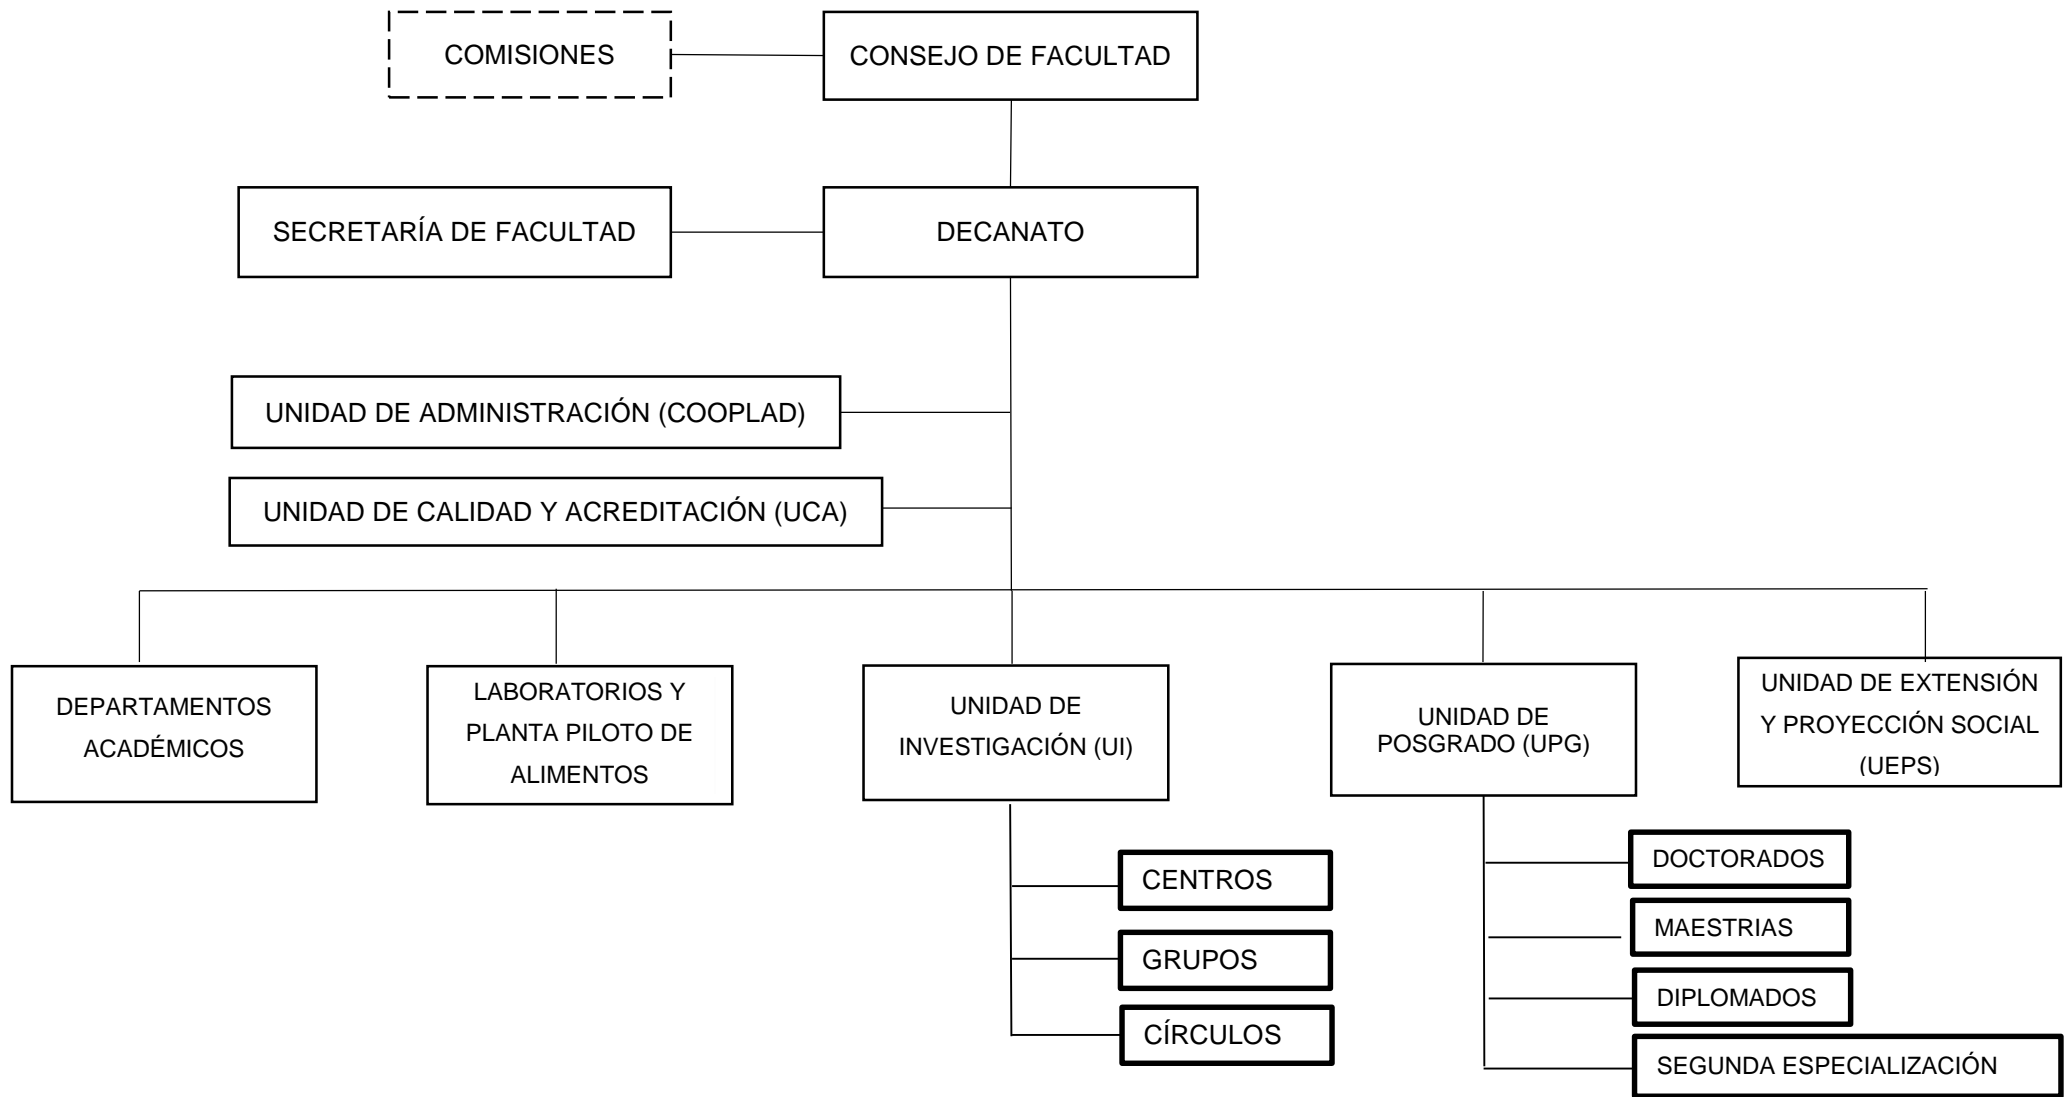 COMISIONES
CONSEJO DE FACULTAD
SECRETARÍA DE FACULTAD
DECANATO
UNIDAD DE ADMINISTRACIÓN (COOPLAD)
UNIDAD DE CALIDAD Y ACREDITACIÓN (UCA)
DEPARTAMENTOS
ACADÉMICOS
LABORATORIOS Y
PLANTA PILOTO DE
ALIMENTOS
UNIDAD DE
INVESTIGACIÓN (UI)
UNIDAD DE
POSGRADO (UPG)
UNIDAD DE EXTENSIÓN
Y PROYECCIÓN SOCIAL
(UEPS)
CENTROS
GRUPOS
CÍRCULOS
DOCTORADOS
MAESTRIAS
DIPLOMADOS
SEGUNDA ESPECIALIZACIÓN